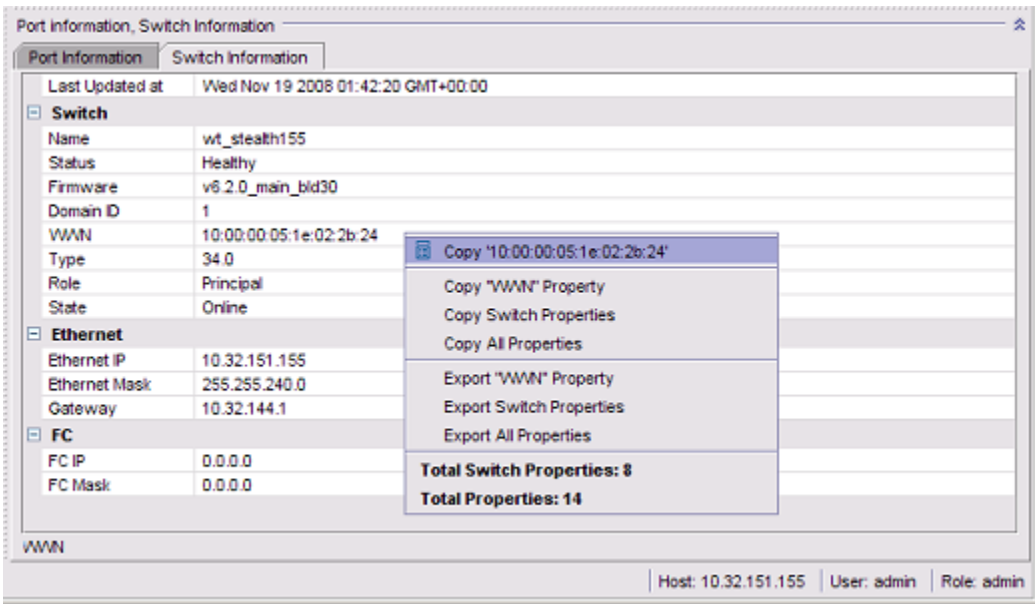 Port information, Switch Information
Port Information Switch Information
Last Updated at Wed Nov 19 2008 01:42:20 GMT+00:00
Switch
Name wt_stealth155
Status Healthy
Firmware v6.2.0_main_bld30
Domain ID 1
WWN 10:00:00:05:1e:02:2b:24
Type 34.0
Role Principal
State Online
Ethernet
Ethernet IP 10.32.151.155
Ethernet Mask 255.255.240.0
Gateway 10.32.144.1
FC
FC IP 0.0.0.0
FC Mask 0.0.0.0
Copy '10:00:00:05:1e:02:2b:24'
Copy "WWN" Property
Copy Switch Properties
Copy All Properties
Export "WWN" Property
Export Switch Properties
Export All Properties
Total Switch Properties: 8
Total Properties: 14
WWN
Host: 10.32.151.155 User: admin Role: admin